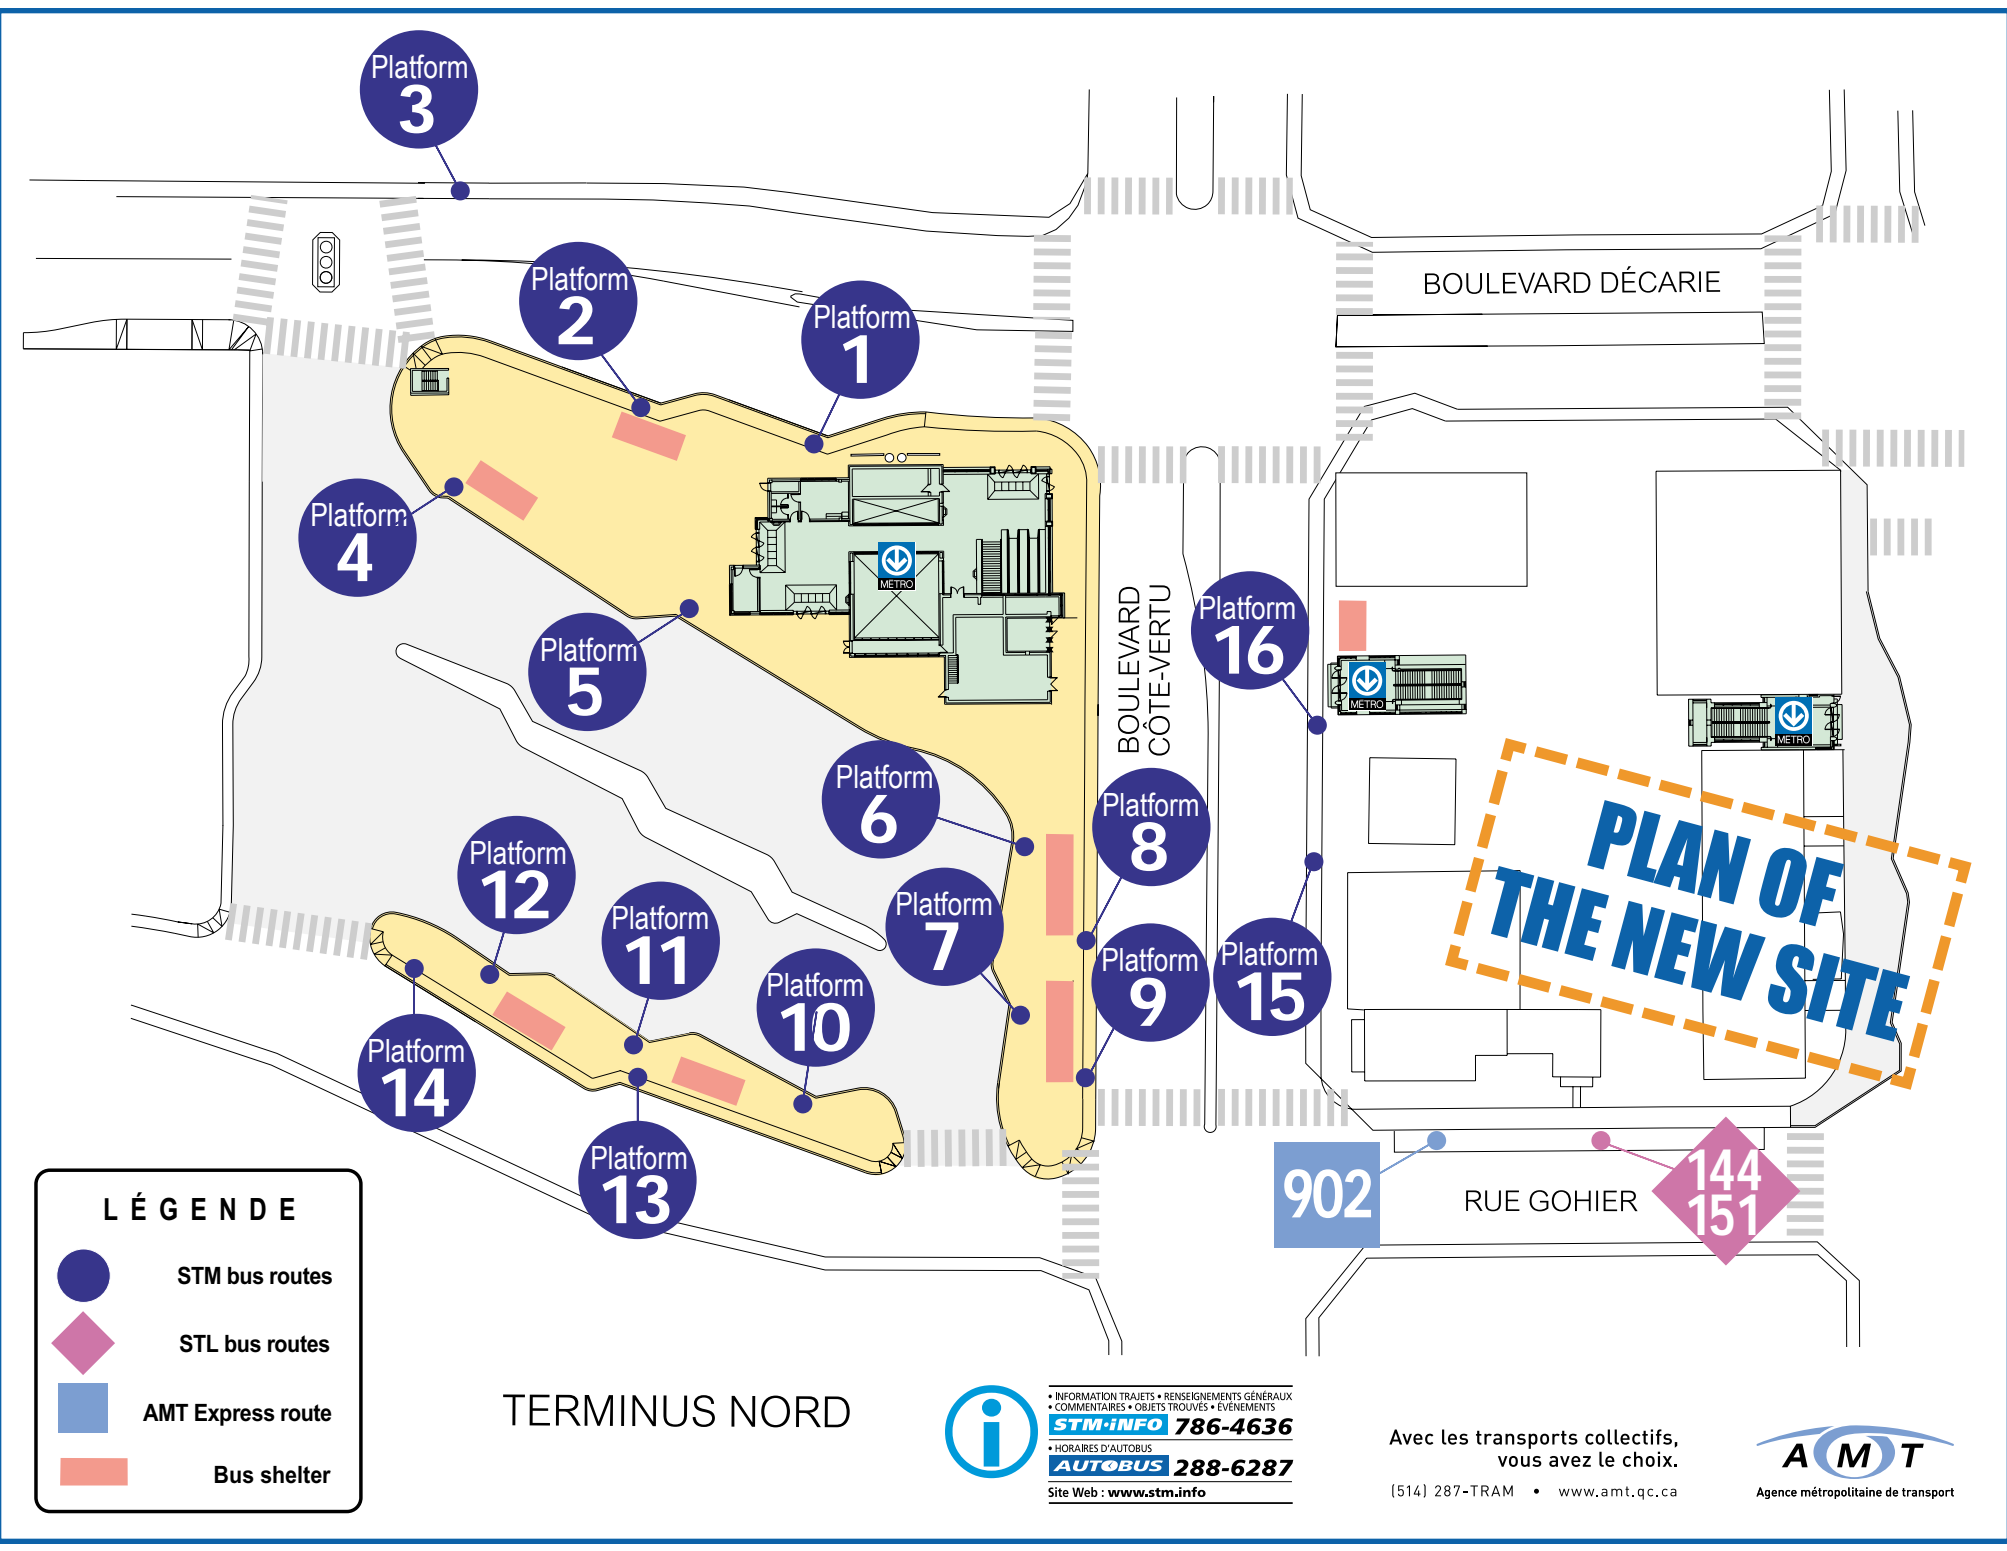 Platform
3
Platform
2
Platform
1
BOULEVARD DÉCARIE
Platform
4
METRO
Platform
5
BOULEVARD
CÔTE-VERTU
Platform
16
METRO
METRO
Platform
6
Platform
8
Platform
12
Platform
11
Platform
7
Platform
9
Platform
15
Platform
10
Platform
14
Platform
13
PLAN OF
THE NEW SITE
902
RUE GOHIER
144
151
LÉGENDE
STM bus routes
STL bus routes
AMT Express route
Bus shelter
TERMINUS NORD
i
• INFORMATION TRAJETS • RENSEIGNEMENTS GÉNÉRAUX
• COMMENTAIRES • OBJETS TROUVÉS • ÉVÉNEMENTS
STM•iNFO 786-4636
• HORAIRES D'AUTOBUS
AUTOBUS 288-6287
Site Web : www.stm.info
Avec les transports collectifs,
vous avez le choix.
(514) 287-TRAM • www.amt.qc.ca
AMT
Agence métropolitaine de transport